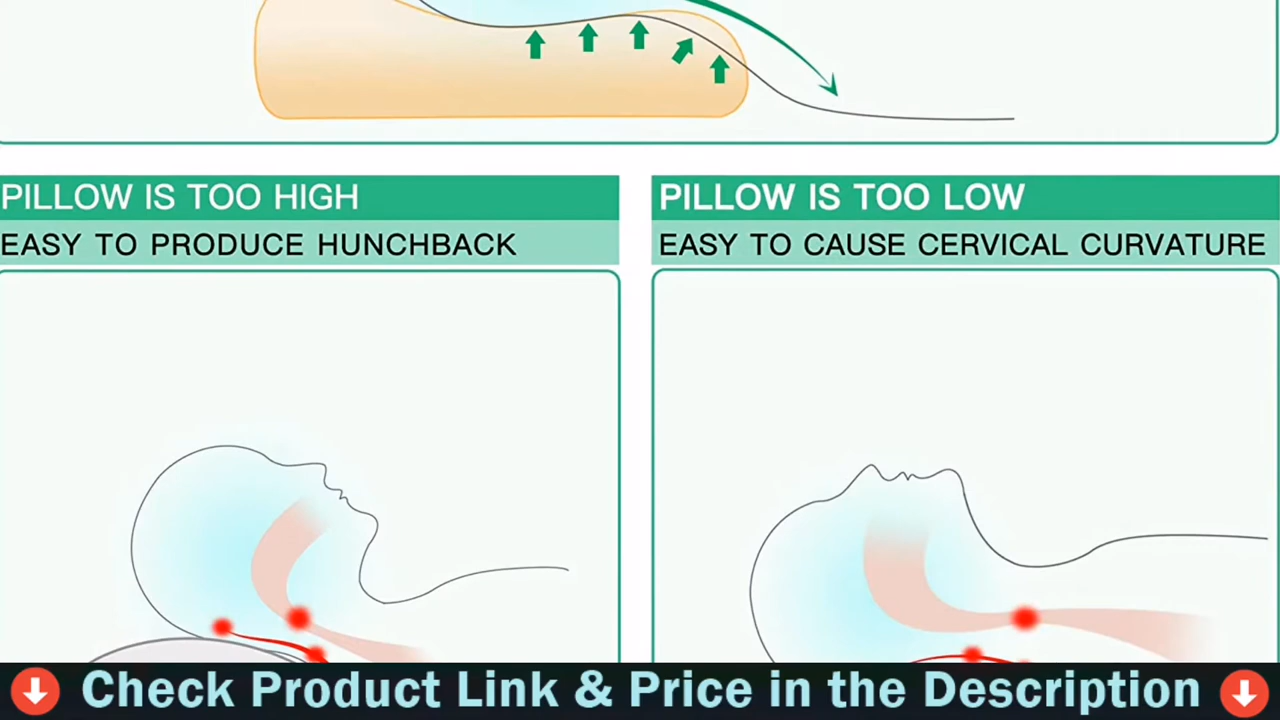 PILLOW IS TOO HIGH
EASY TO PRODUCE HUNCHBACK
PILLOW IS TOO LOW
EASY TO CAUSE CERVICAL CURVATURE
Check Product Link & Price in the Description